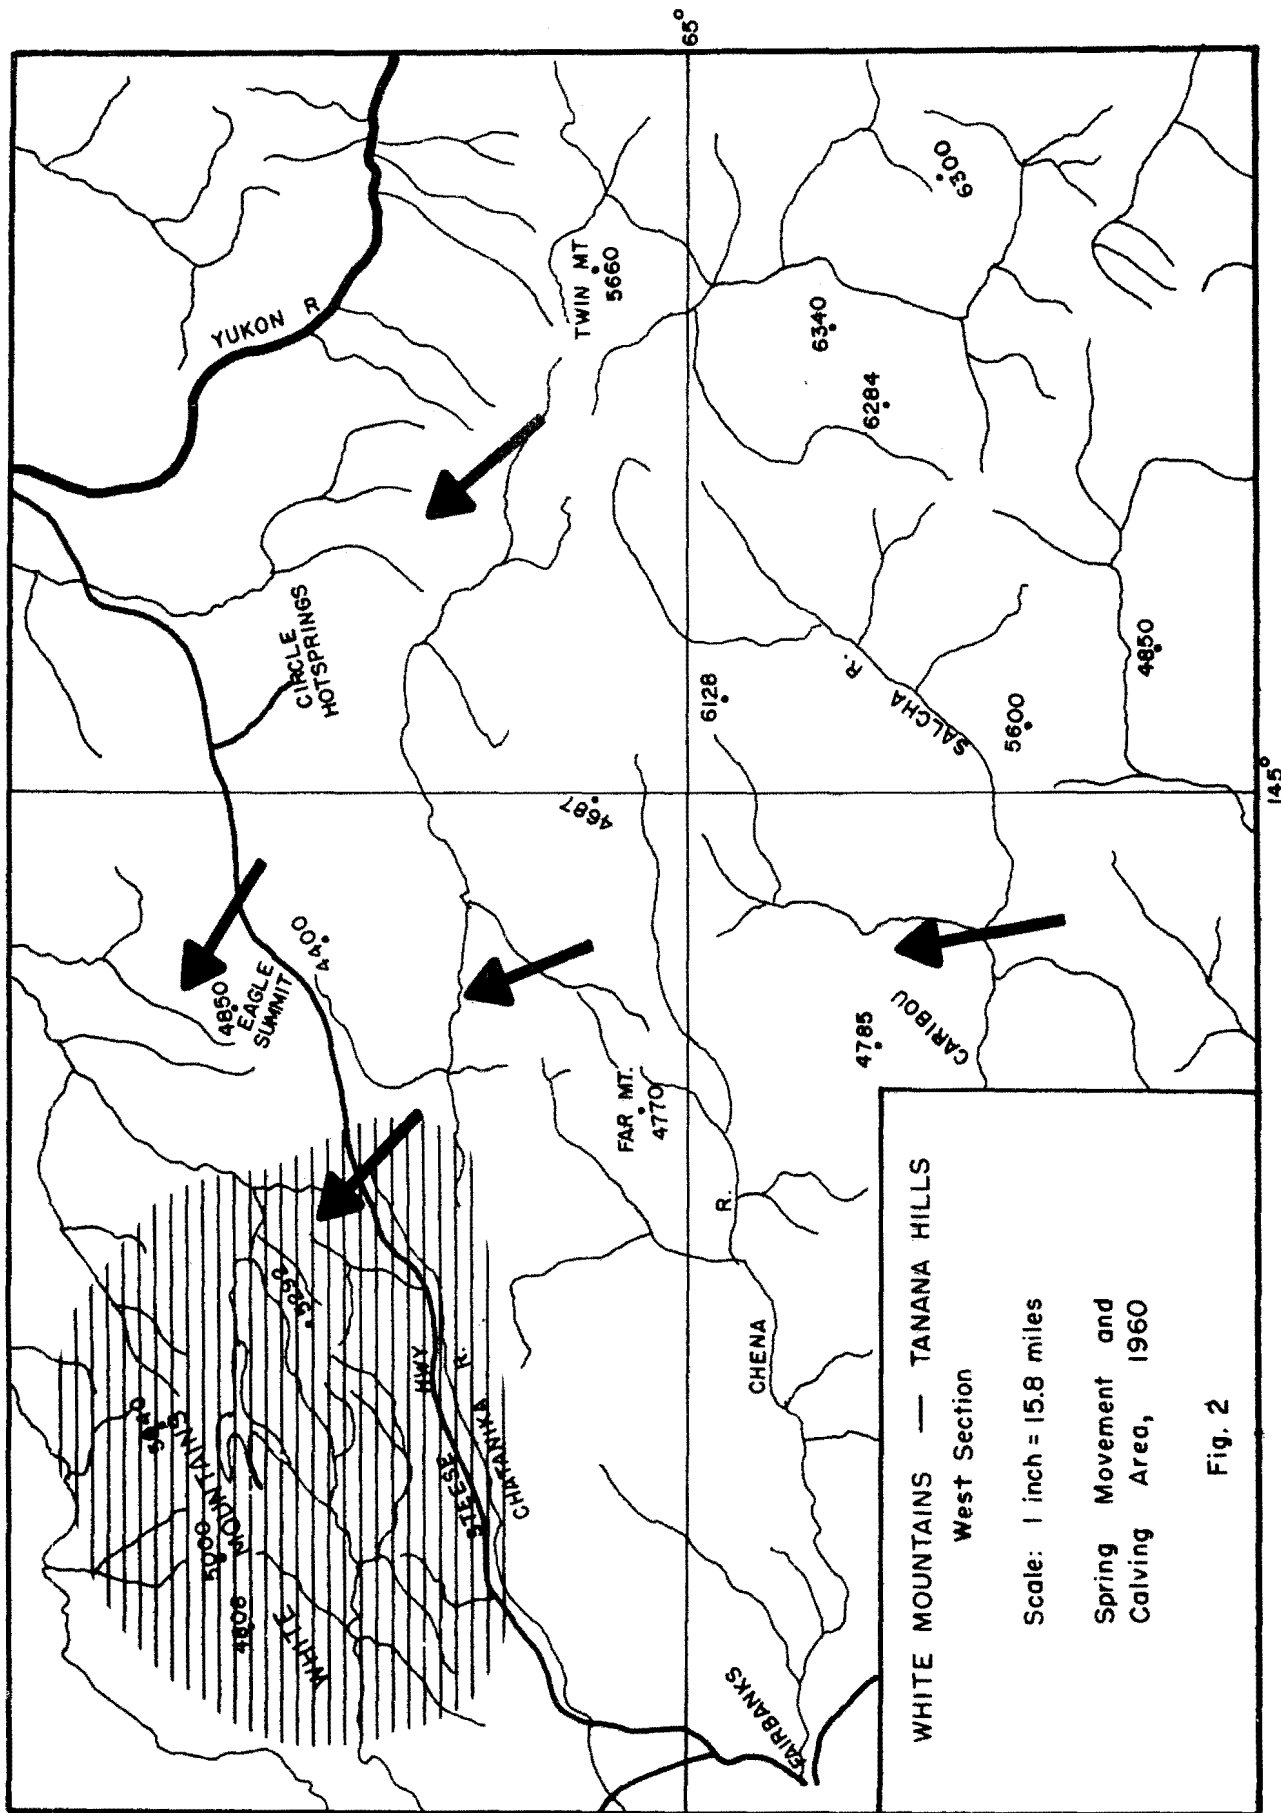 65°
YUKON R
TWIN MT
5660
6300
6340
6284
CIRCLE
HOTSPRINGS
6128
SALCHA R.
5600
4850
145°
4687
4400
4850
EAGLE
SUMMIT
4785
CARIBOU
FAR MT.
4770
CHENA R.
5292
STEESE HWY
CHATANIKA R.
WHITE MOUNTAINS
5000
4808
FAIRBANKS
WHITE MOUNTAINS — TANANA HILLS
West Section
Scale: 1 inch = 15.8 miles
Spring Movement and
Calving Area, 1960
Fig. 2